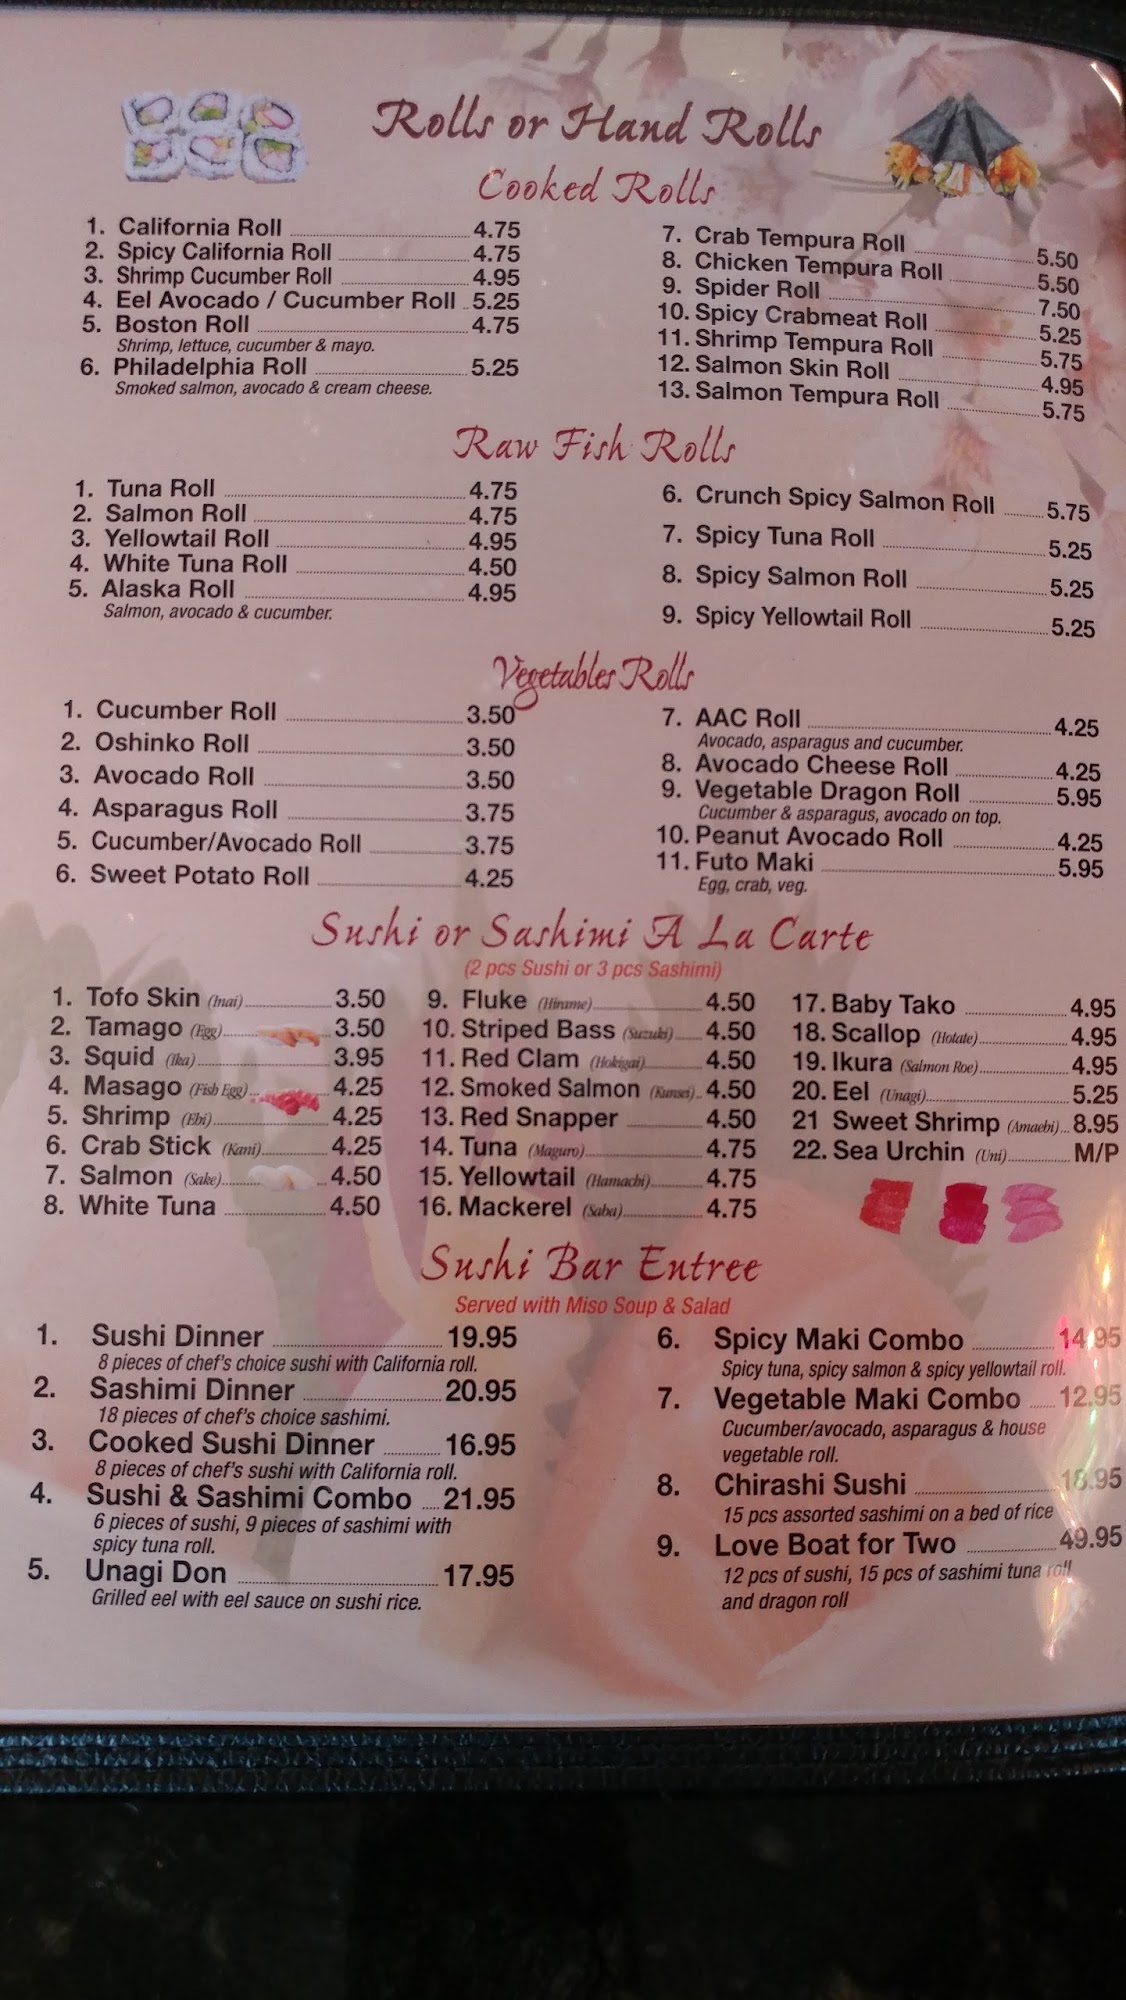 Rolls or Hand Rolls
Cooked Rolls
1. California Roll 4.75
2. Spicy California Roll 4.75
3. Shrimp Cucumber Roll 4.95
4. Eel Avocado / Cucumber Roll 5.25
5. Boston Roll 4.75
Shrimp, lettuce, cucumber & mayo.
6. Philadelphia Roll 5.25
Smoked salmon, avocado & cream cheese.
7. Crab Tempura Roll 5.50
8. Chicken Tempura Roll 5.50
9. Spider Roll 7.50
10. Spicy Crabmeat Roll 5.25
11. Shrimp Tempura Roll 5.75
12. Salmon Skin Roll 4.95
13. Salmon Tempura Roll 5.75
Raw Fish Rolls
1. Tuna Roll 4.75
2. Salmon Roll 4.75
3. Yellowtail Roll 4.95
4. White Tuna Roll 4.50
5. Alaska Roll 4.95
Salmon, avocado & cucumber.
6. Crunch Spicy Salmon Roll 5.75
7. Spicy Tuna Roll 5.25
8. Spicy Salmon Roll 5.25
9. Spicy Yellowtail Roll 5.25
Vegetables Rolls
1. Cucumber Roll 3.50
2. Oshinko Roll 3.50
3. Avocado Roll 3.50
4. Asparagus Roll 3.75
5. Cucumber/Avocado Roll 3.75
6. Sweet Potato Roll 4.25
7. AAC Roll 4.25
Avocado, asparagus and cucumber.
8. Avocado Cheese Roll 4.25
9. Vegetable Dragon Roll 5.95
Cucumber & asparagus, avocado on top.
10. Peanut Avocado Roll 4.25
11. Futo Maki 5.95
Egg, crab, veg.
Sushi or Sashimi A La Carte
(2 pcs Sushi or 3 pcs Sashimi)
1. Tofo Skin (Inai) 3.50
2. Tamago (Egg) 3.50
3. Squid (Ika) 3.95
4. Masago (Fish Egg) 4.25
5. Shrimp (Ebi) 4.25
6. Crab Stick (Kani) 4.25
7. Salmon (Sake) 4.50
8. White Tuna 4.50
9. Fluke (Hirame) 4.50
10. Striped Bass (Suzuki) 4.50
11. Red Clam (Hokigai) 4.50
12. Smoked Salmon (Kunsei) 4.50
13. Red Snapper 4.50
14. Tuna (Maguro) 4.75
15. Yellowtail (Hamachi) 4.75
16. Mackerel (Saba) 4.75
17. Baby Tako 4.95
18. Scallop (Hotate) 4.95
19. Ikura (Salmon Roe) 4.95
20. Eel (Unagi) 5.25
21 Sweet Shrimp (Amaebi) 8.95
22. Sea Urchin (Uni) M/P
Sushi Bar Entree
Served with Miso Soup & Salad
1. Sushi Dinner 19.95
8 pieces of chef's choice sushi with California roll.
2. Sashimi Dinner 20.95
18 pieces of chef's choice sashimi.
3. Cooked Sushi Dinner 16.95
8 pieces of chef's sushi with California roll.
4. Sushi & Sashimi Combo 21.95
6 pieces of sushi, 9 pieces of sashimi with
spicy tuna roll.
5. Unagi Don 17.95
Grilled eel with eel sauce on sushi rice.
6. Spicy Maki Combo 14.95
Spicy tuna, spicy salmon & spicy yellowtail roll.
7. Vegetable Maki Combo 12.95
Cucumber/avocado, asparagus & house
vegetable roll.
8. Chirashi Sushi 18.95
15 pcs assorted sashimi on a bed of rice
9. Love Boat for Two 49.95
12 pcs of sushi, 15 pcs of sashimi tuna roll
and dragon roll